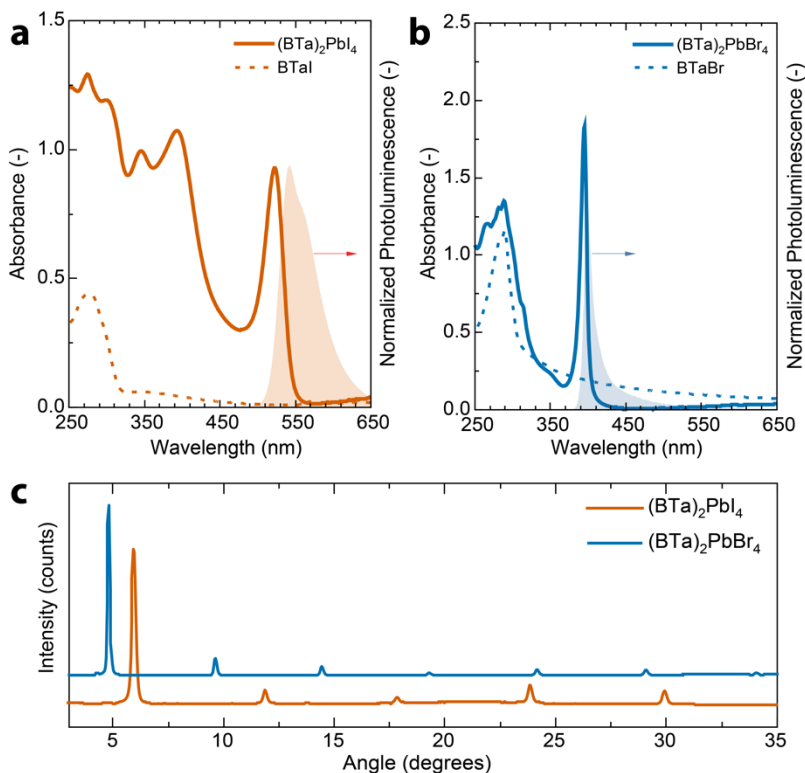 a
(BTa)₂PbI₄
BTaI
1.5
1.0
0.5
0.0
Absorbance (-)
250 350 450 550 650
Wavelength (nm)
Normalized Photoluminescence (-)
b
(BTa)₂PbBr₄
BTaBr
2.5
2.0
1.5
1.0
0.5
0.0
Absorbance (-)
250 350 450 550 650
Wavelength (nm)
Normalized Photoluminescence (-)
c
(BTa)₂PbI₄
(BTa)₂PbBr₄
Intensity (counts)
5 10 15 20 25 30 35
Angle (degrees)